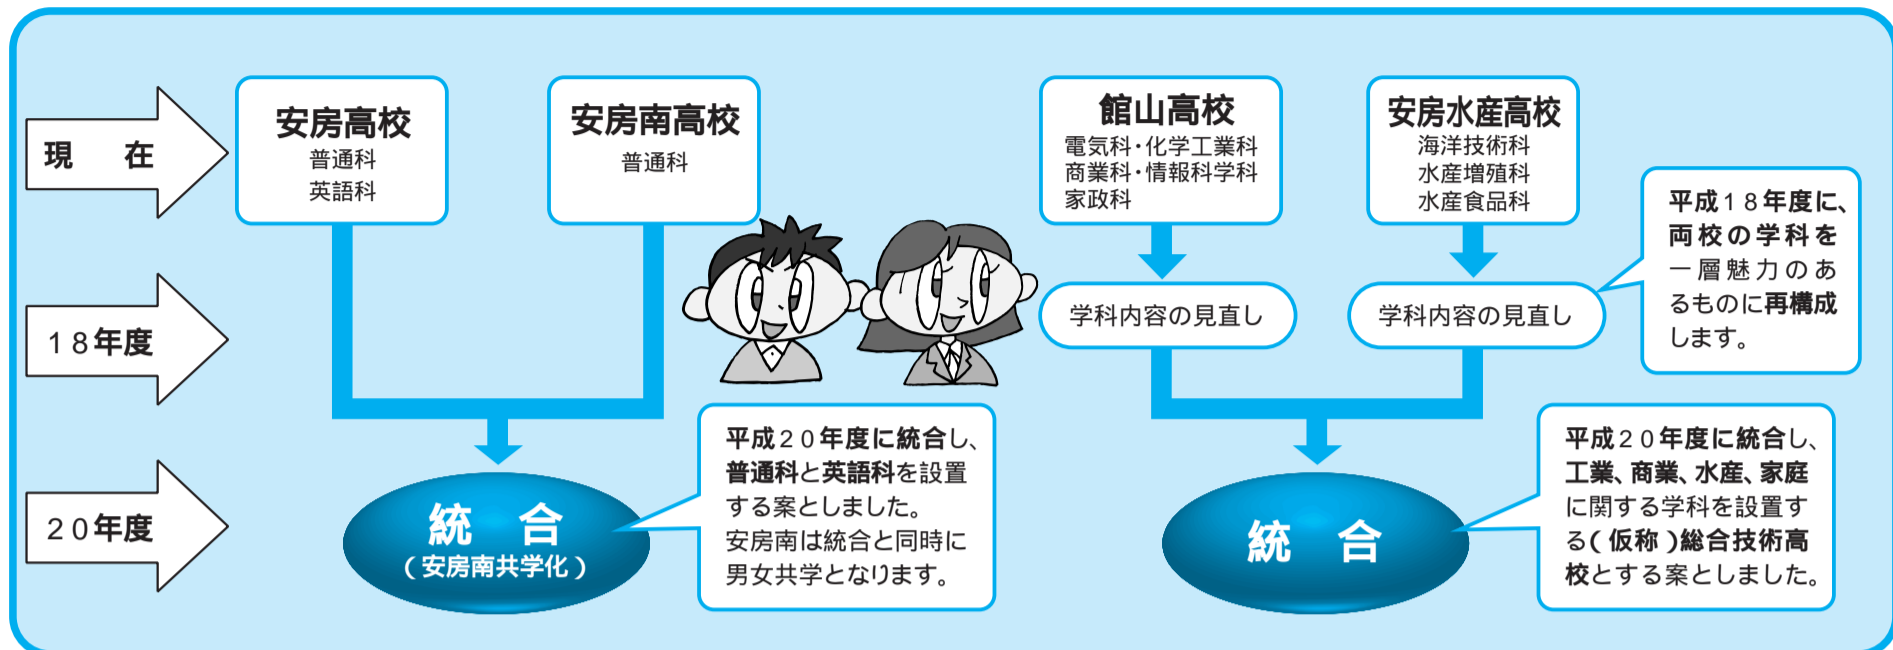 現　在
安房高校
普通科
英語科
安房南高校
普通科
館山高校
電気科・化学工業科
商業科・情報科学科
家政科
安房水産高校
海洋技術科
水産増殖科
水産食品科
平成18年度に、
両校の学科を
一層魅力のあ
るものに再構成
します。
18年度
学科内容の見直し
学科内容の見直し
20年度
統　合
（安房南共学化）
平成20年度に統合し、
普通科と英語科を設置
する案としました。
安房南は統合と同時に
男女共学となります。
統　合
平成20年度に統合し、
工業、商業、水産、家庭
に関する学科を設置す
る（仮称）総合技術高
校とする案としました。